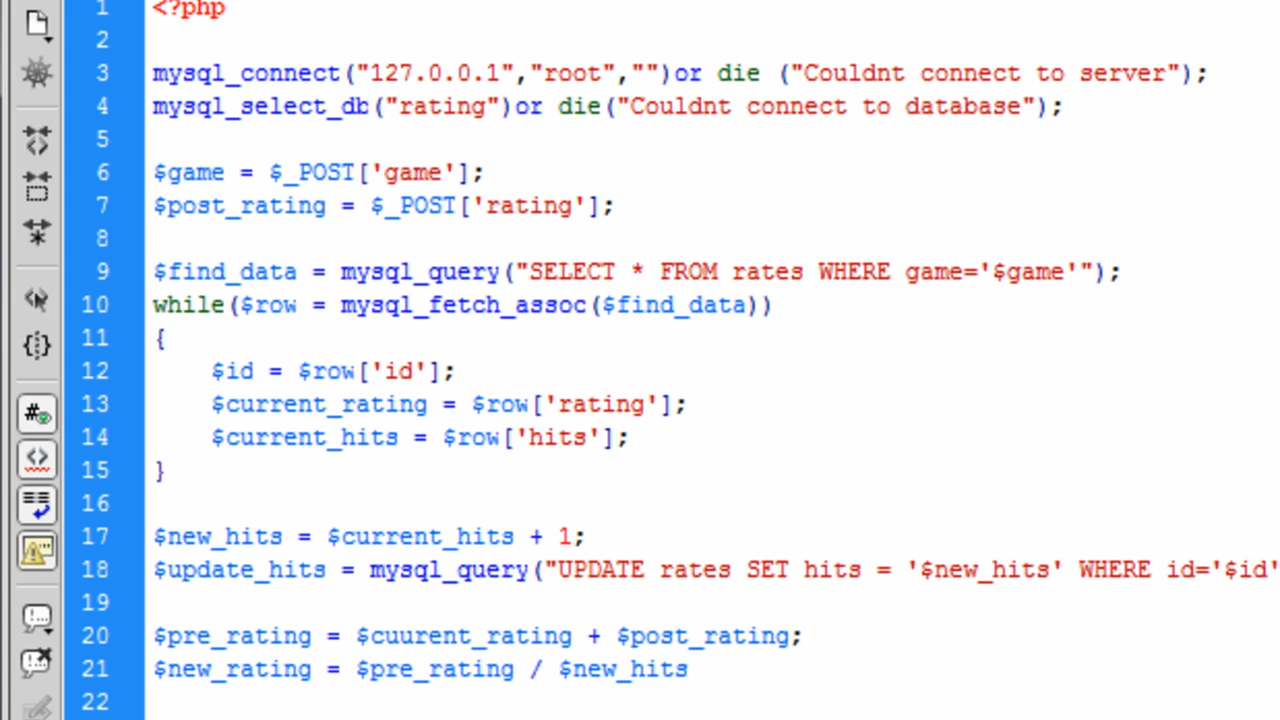 1 <?php
2
3 mysql_connect("127.0.0.1","root","")or die ("Couldnt connect to server");
4 mysql_select_db("rating")or die("Couldnt connect to database");
5
6 $game = $_POST['game'];
7 $post_rating = $_POST['rating'];
8
9 $find_data = mysql_query("SELECT * FROM rates WHERE game='$game'");
10 while($row = mysql_fetch_assoc($find_data))
11 {
12     $id = $row['id'];
13     $current_rating = $row['rating'];
14     $current_hits = $row['hits'];
15 }
16
17 $new_hits = $current_hits + 1;
18 $update_hits = mysql_query("UPDATE rates SET hits = '$new_hits' WHERE id='$id'
19
20 $pre_rating = $cuurent_rating + $post_rating;
21 $new_rating = $pre_rating / $new_hits
22